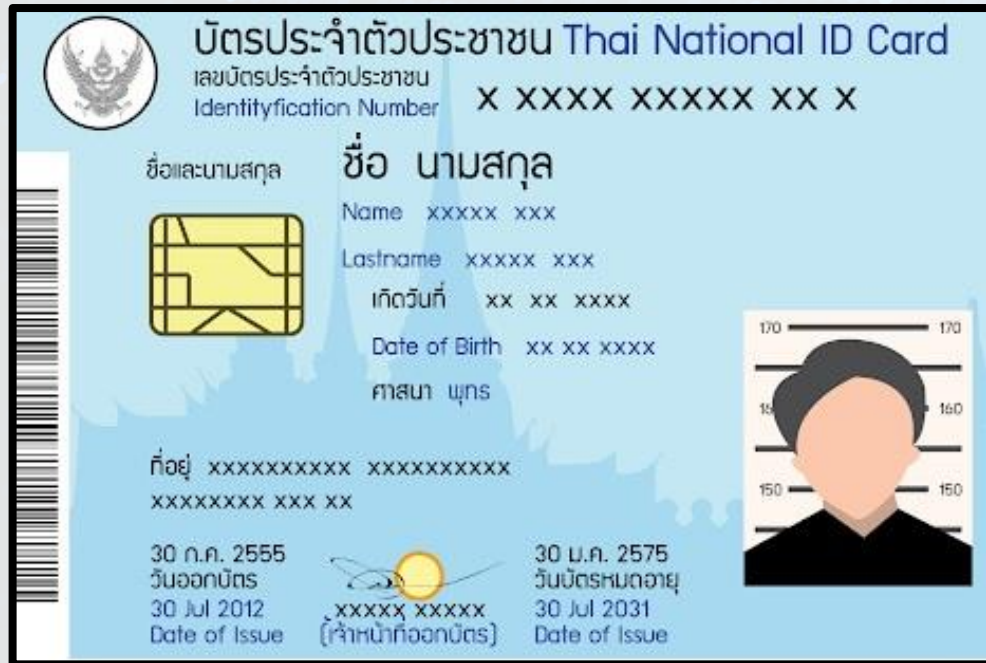 บัตรประจำตัวประชาชน Thai National ID Card
เลขบัตรประจำตัวประชาชน
Identityfication Number X XXXX XXXXX XX X
ชื่อและนามสกุล ชื่อ นามสกุล
Name xxxxx xxx
Lastname xxxxx xxx
เกิดวันที่ xx xx xxxx
Date of Birth xx xx xxxx
ศาสนา พุทธ
170 170
160
150 150
ที่อยู่ xxxxxxxxxx xxxxxxxxxx
xxxxxxxx xxx xx
30 ก.ค. 2555
วันออกบัตร
30 Jul 2012
Date of Issue
xxxxx xxxxx
(เจ้าหน้าที่ออกบัตร)
30 ม.ค. 2575
วันบัตรหมดอายุ
30 Jul 2031
Date of Issue